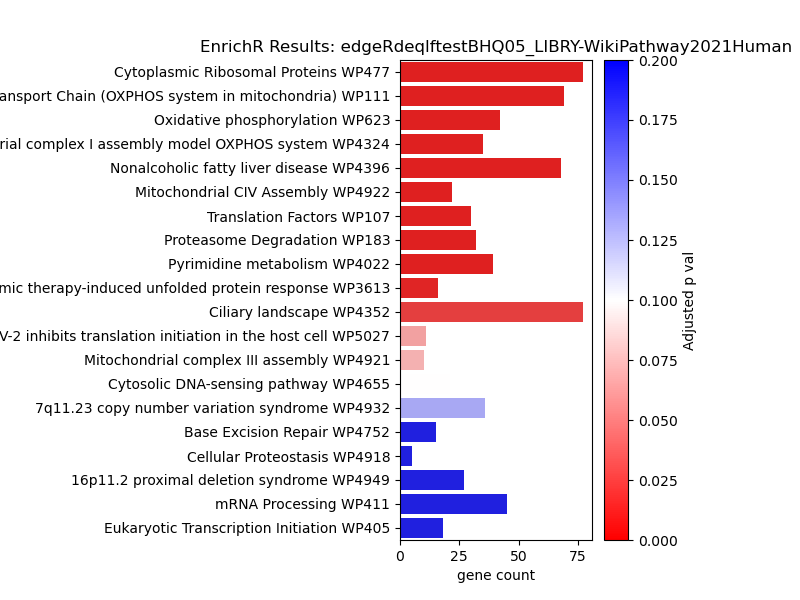 EnrichR Results: edgeRdeqlftestBHQ05_LIBRY-WikiPathway2021Human
Cytoplasmic Ribosomal Proteins WP477
ansport Chain (OXPHOS system in mitochondria) WP111
Oxidative phosphorylation WP623
rial complex I assembly model OXPHOS system WP4324
Nonalcoholic fatty liver disease WP4396
Mitochondrial CIV Assembly WP4922
Translation Factors WP107
Proteasome Degradation WP183
Pyrimidine metabolism WP4022
mic therapy-induced unfolded protein response WP3613
Ciliary landscape WP4352
V-2 inhibits translation initiation in the host cell WP5027
Mitochondrial complex III assembly WP4921
Cytosolic DNA-sensing pathway WP4655
7q11.23 copy number variation syndrome WP4932
Base Excision Repair WP4752
Cellular Proteostasis WP4918
16p11.2 proximal deletion syndrome WP4949
mRNA Processing WP411
Eukaryotic Transcription Initiation WP405
0 25 50 75
gene count
0.200
0.175
0.150
0.125
0.100
0.075
0.050
0.025
0.000
Adjusted p val